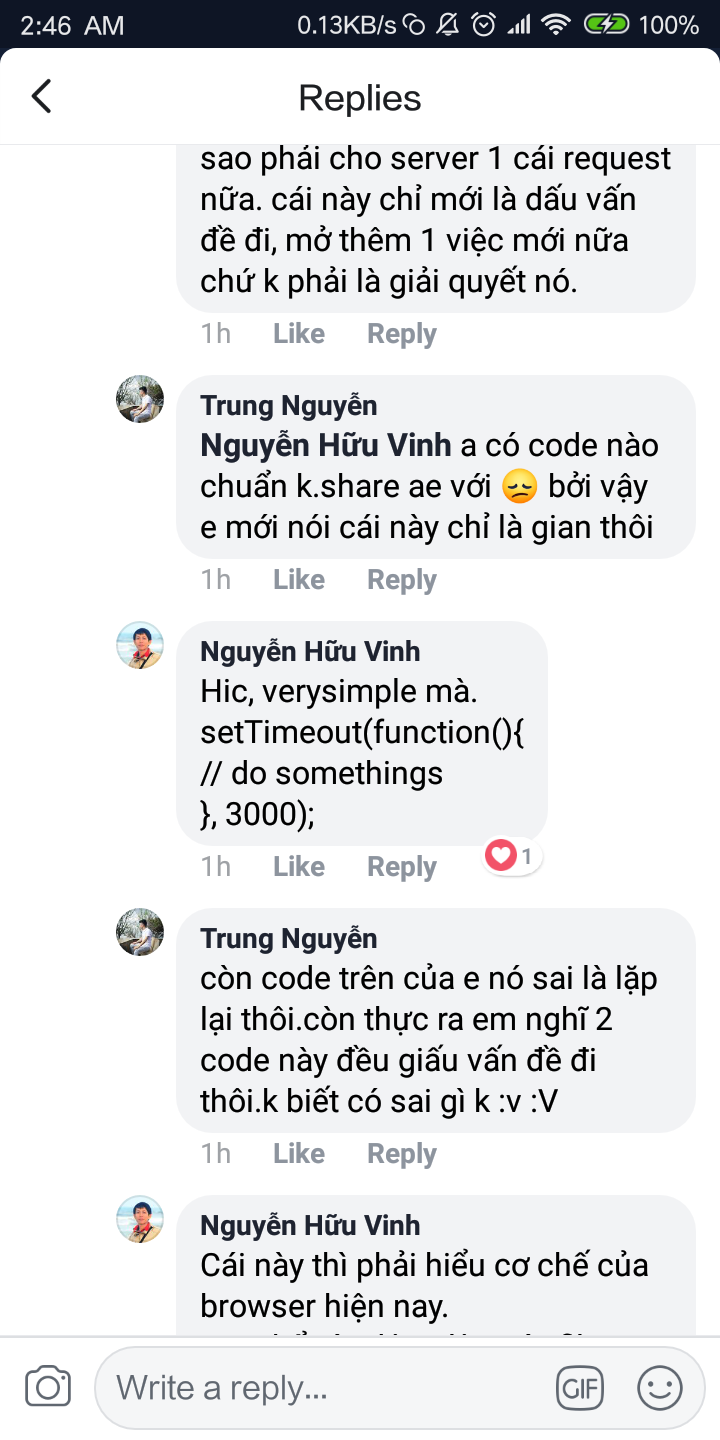 2:46 AM 0.13KB/s 100%
Replies
sao phải cho server 1 cái request
nữa. cái này chỉ mới là dấu vấn
đề đi, mở thêm 1 việc mới nữa
chứ k phải là giải quyết nó.
1h Like Reply
Trung Nguyễn
Nguyễn Hữu Vinh a có code nào
chuẩn k.share ae với 😞 bởi vậy
e mới nói cái này chỉ là gian thôi
1h Like Reply
Nguyễn Hữu Vinh
Hic, verysimple mà.
setTimeout(function(){
// do somethings
}, 3000);
1h Like Reply 1
Trung Nguyễn
còn code trên của e nó sai là lặp
lại thôi.còn thực ra em nghĩ 2
code này đều giấu vấn đề đi
thôi.k biết có sai gì k :v :V
1h Like Reply
Nguyễn Hữu Vinh
Cái này thì phải hiểu cơ chế của
browser hiện nay.
Write a reply... GIF